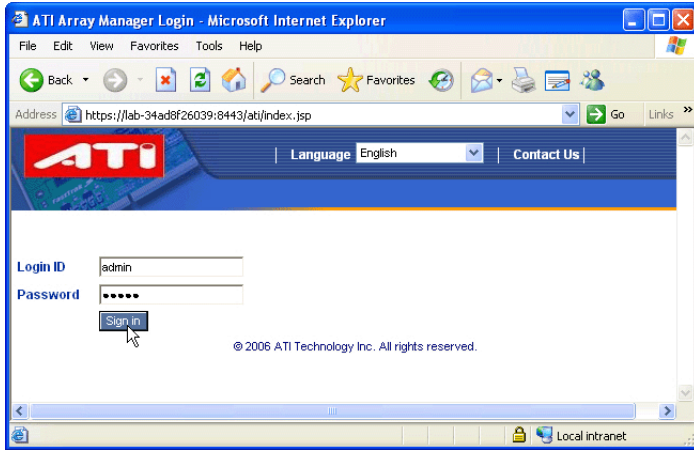 ATI Array Manager Login - Microsoft Internet Explorer
File Edit View Favorites Tools Help
Back Search Favorites
Address https://lab-34ad8f26039:8443/ati/index.jsp Go Links »
ATI | Language English | Contact Us |
Login ID admin
Password •••••
Sign in
© 2006 ATI Technology Inc. All rights reserved.
Local intranet